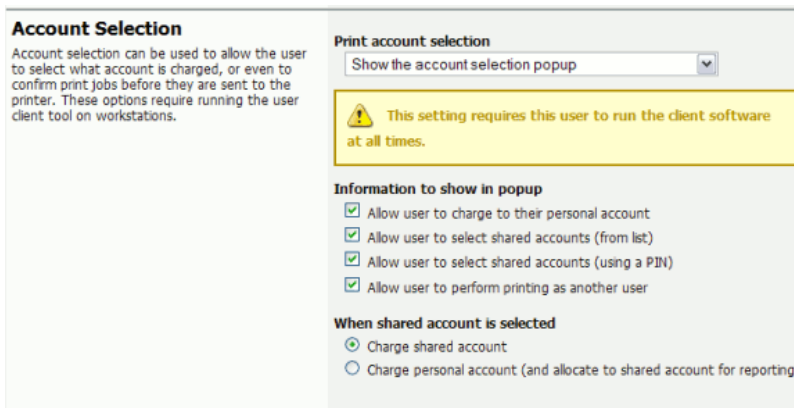 Account Selection
Account selection can be used to allow the user
to select what account is charged, or even to
confirm print jobs before they are sent to the
printer. These options require running the user
client tool on workstations.
Print account selection
Show the account selection popup
This setting requires this user to run the client software
at all times.
Information to show in popup
Allow user to charge to their personal account
Allow user to select shared accounts (from list)
Allow user to select shared accounts (using a PIN)
Allow user to perform printing as another user
When shared account is selected
Charge shared account
Charge personal account (and allocate to shared account for reporting